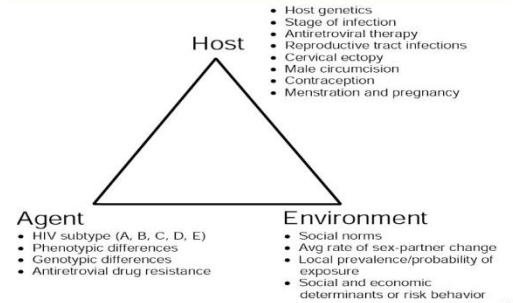 Host
• Host genetics
• Stage of infection
• Antiretroviral therapy
• Reproductive tract infections
• Cervical ectopy
• Male circumcision
• Contraception
• Menstration and pregnancy
Agent
• HIV subtype (A, B, C, D, E)
• Phenotypic differences
• Genotypic differences
• Antiretrovial drug resistance
Environment
• Social norms
• Avg rate of sex-partner change
• Local prevalence/probability of
exposure
• Social and economic
determinants or risk behavior